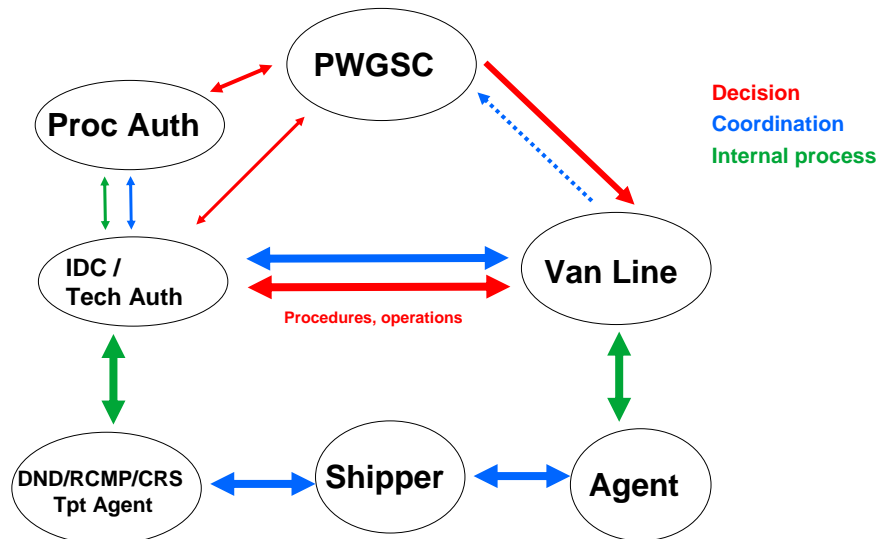 PWGSC
Proc Auth
Decision
Coordination
Internal process
IDC /
Tech Auth
Van Line
Procedures, operations
DND/RCMP/CRS
Tpt Agent
Shipper
Agent